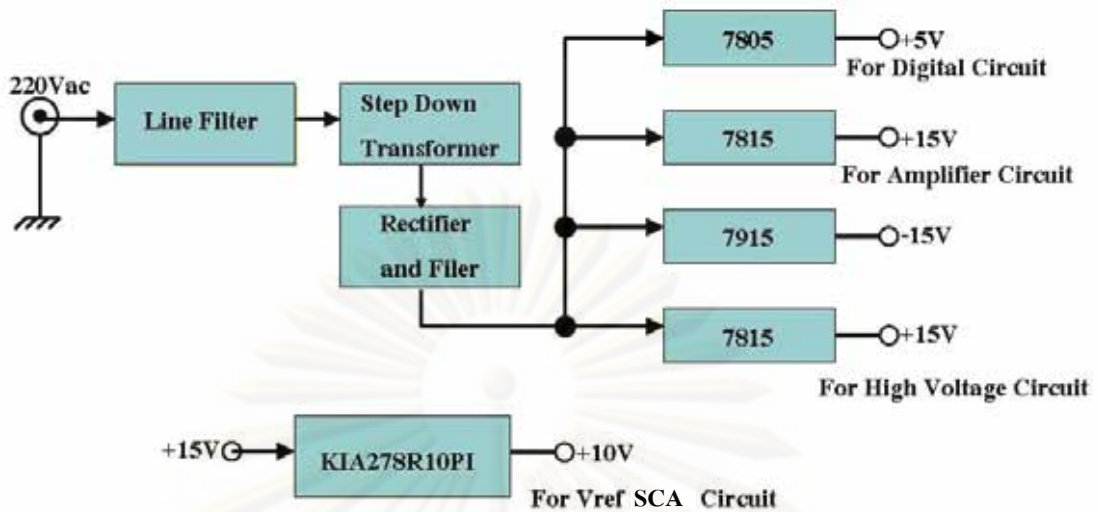 220Vac
Line Filter
Step Down
Transformer
Rectifier
and Filer
7805
+5V
For Digital Circuit
7815
+15V
For Amplifier Circuit
7915
-15V
7815
+15V
For High Voltage Circuit
+15V
KIA278R10PI
+10V
For Vref SCA Circuit